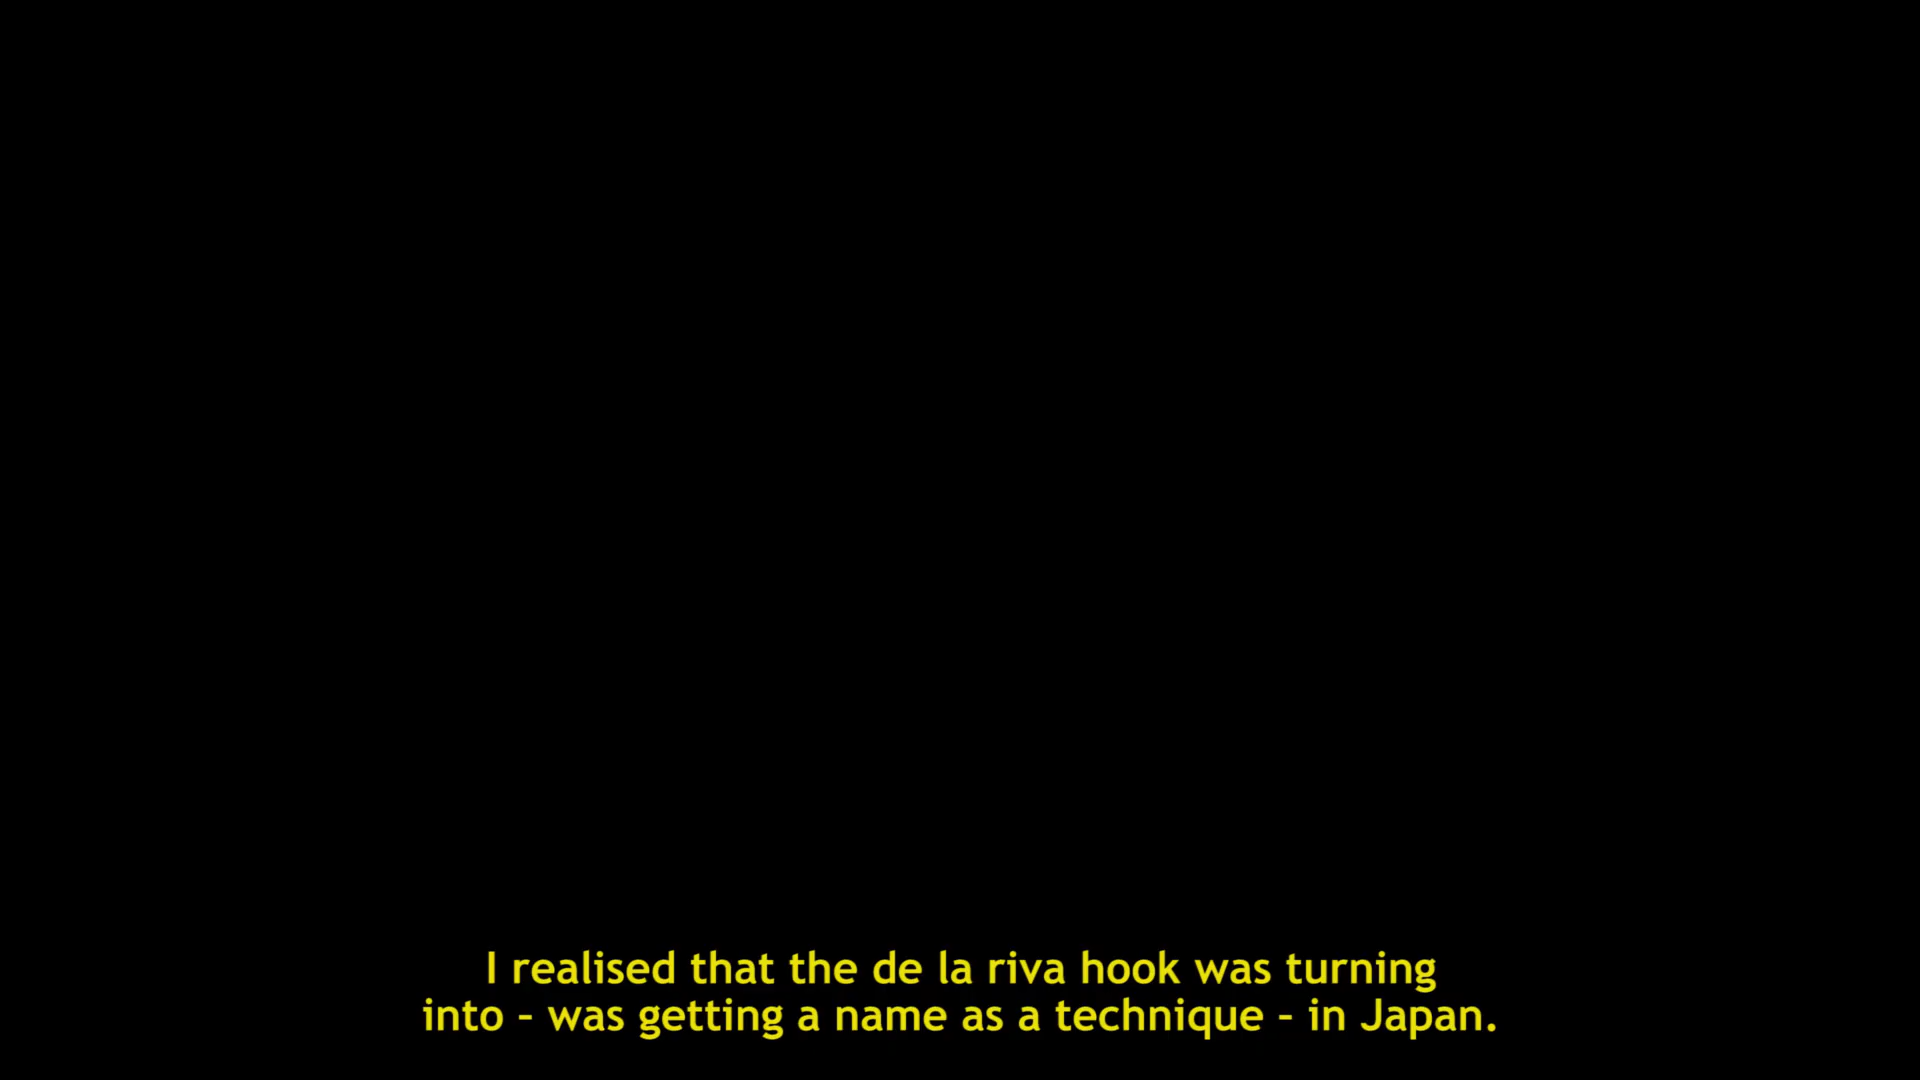 I realised that the de la riva hook was turning
into – was getting a name as a technique – in Japan.